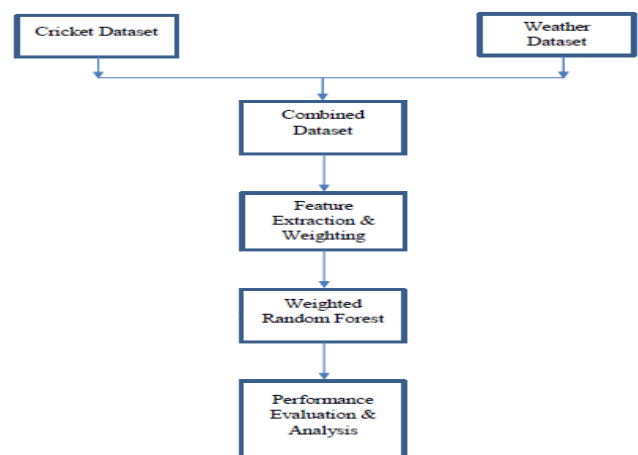 Cricket Dataset
Weather
Dataset
Combined
Dataset
Feature
Extraction &
Weighting
Weighted
Random Forest
Performance
Evaluation &
Analysis